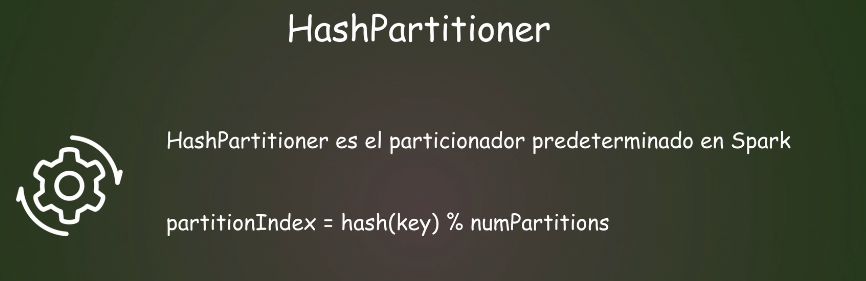 HashPartitioner
HashPartitioner es el particionador predeterminado en Spark
partitionIndex = hash(key) % numPartitions